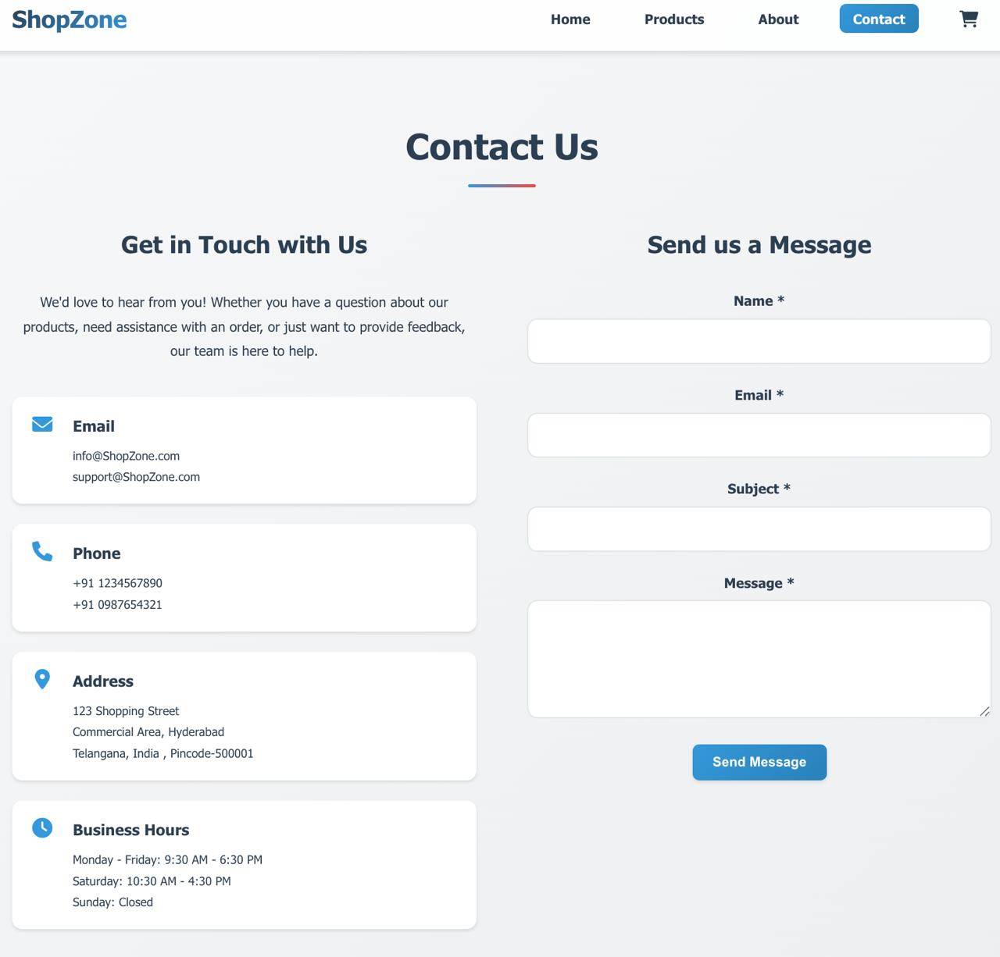 ShopZone
Home
Products
About
Contact
Contact Us
Get in Touch with Us
We'd love to hear from you! Whether you have a question about our
products, need assistance with an order, or just want to provide feedback,
our team is here to help.
Email
info@ShopZone.com
support@ShopZone.com
Phone
+91 1234567890
+91 0987654321
Address
123 Shopping Street
Commercial Area, Hyderabad
Telangana, India , Pincode-500001
Business Hours
Monday - Friday: 9:30 AM - 6:30 PM
Saturday: 10:30 AM - 4:30 PM
Sunday: Closed
Send us a Message
Name *
Email *
Subject *
Message *
Send Message